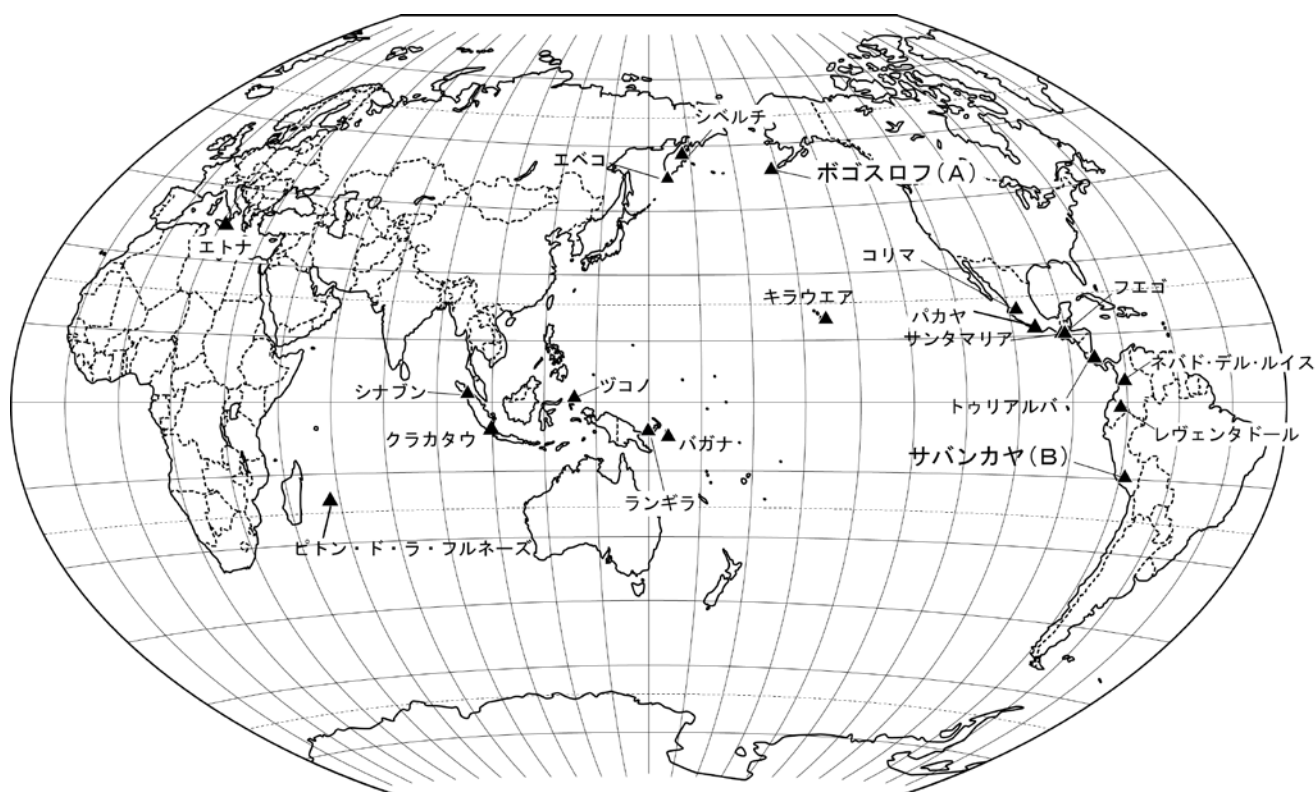 シベルチ
エベコ
ボゴスロフ(A)
エトナ
コリマ
フエゴ
キラウエア
パカヤ
サンタマリア
ネバド・デル・ルイス
シナブン
ヅコノ
トゥリアルバ
レヴェンタドール
クラカタウ
バガナ
サバンカヤ(B)
ランギラ
ピトン・ド・ラ・フルネーズ